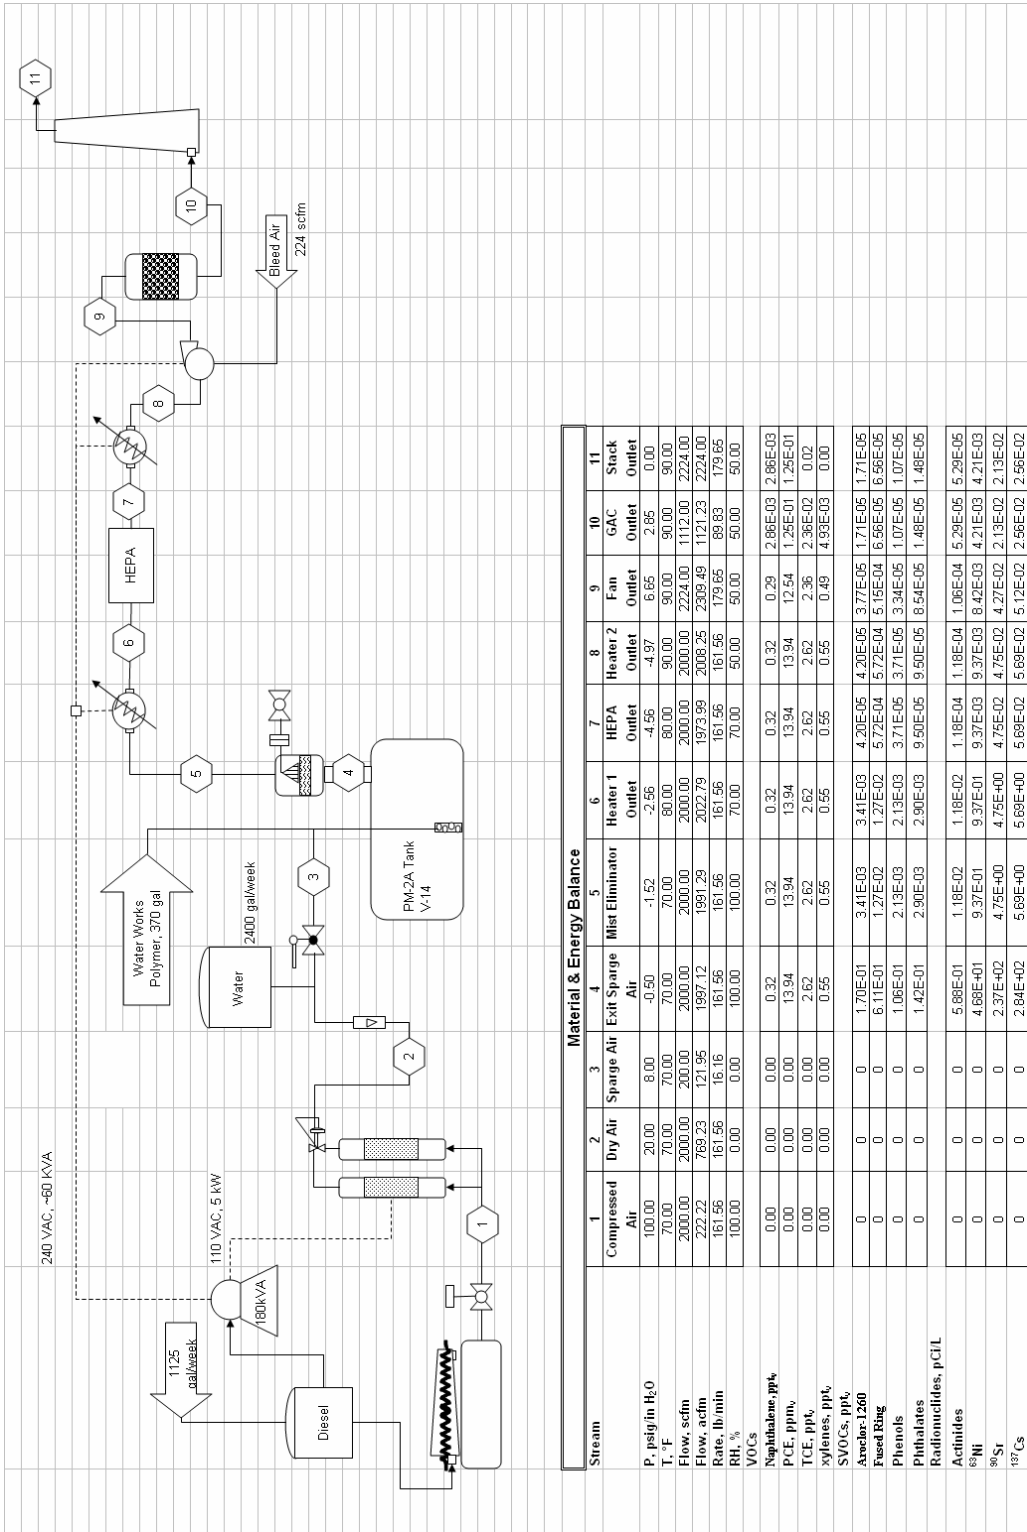 11
240 VAC, ~60 KVA
9
10
Bleed Air
224 scfm
8
7
HEPA
6
5
4
Water Works
Polymer, 370 gal
3
PM-2A Tank
V-14
2400 gal/week
Water
2
110 VAC, 5 kW
1
180kVA
1125
gal/week
Diesel
Material & Energy Balance
Stream 1 2 3 4 5 6 7 8 9 10 11
Compressed Dry Air Sparge Air Exit Sparge Mist Eliminator Heater 1 HEPA Heater 2 Fan GAC Stack
Air Air Outlet Outlet Outlet Outlet Outlet Outlet
P, psig/in H₂O 100.00 20.00 8.00 -0.50 -1.52 -2.56 -4.56 -4.97 6.65 2.85 0.00
T, °F 70.00 70.00 70.00 70.00 70.00 80.00 80.00 90.00 90.00 90.00 90.00
Flow, scfm 2000.00 2000.00 200.00 2000.00 2000.00 2000.00 2000.00 2000.00 2224.00 1112.00 2224.00
Flow, acfm 222.22 769.23 121.95 1997.12 1991.29 2022.79 1973.99 2008.25 2309.49 1121.23 2224.00
Rate, lb/min 161.56 161.56 16.16 161.56 161.56 161.56 161.56 161.56 179.65 89.83 179.65
RH, % 100.00 0.00 0.00 100.00 100.00 70.00 70.00 50.00 50.00 50.00 50.00
VOCs
Naphthalene, pptᵥ 0.00 0.00 0.00 0.32 0.32 0.32 0.32 0.32 0.29 2.86E-03 2.86E-03
PCE, ppmᵥ 0.00 0.00 0.00 13.94 13.94 13.94 13.94 13.94 12.54 1.25E-01 1.25E-01
TCE, pptᵥ 0.00 0.00 0.00 2.62 2.62 2.62 2.62 2.62 2.36 2.36E-02 0.02
xylenes, pptᵥ 0.00 0.00 0.00 0.55 0.55 0.55 0.55 0.55 0.49 4.93E-03 0.00
SVOCs, pptᵥ
Aroclor-1260 0 0 0 1.70E-01 3.41E-03 3.41E-03 4.20E-05 4.20E-05 3.77E-05 1.71E-05 1.71E-05
Fused Ring 0 0 0 6.11E-01 1.27E-02 1.27E-02 5.72E-04 5.72E-04 5.15E-04 6.56E-05 6.56E-05
Phenols 0 0 0 1.06E-01 2.13E-03 2.13E-03 3.71E-05 3.71E-05 3.34E-05 1.07E-05 1.07E-05
Phthalates 0 0 0 1.42E-01 2.90E-03 2.90E-03 9.50E-05 9.50E-05 8.54E-05 1.48E-05 1.48E-05
Radionuclides, pCi/L
Actinides 0 0 0 5.88E-01 1.18E-02 1.18E-02 1.18E-04 1.18E-04 1.06E-04 5.29E-05 5.29E-05
⁶³Ni 0 0 0 4.68E+01 9.37E-01 9.37E-01 9.37E-03 9.37E-03 8.42E-03 4.21E-03 4.21E-03
⁹⁰Sr 0 0 0 2.37E+02 4.75E+00 4.75E+00 4.75E-02 4.75E-02 4.27E-02 2.13E-02 2.13E-02
¹³⁷Cs 0 0 0 2.84E+02 5.69E+00 5.69E+00 5.69E-02 5.69E-02 5.12E-02 2.56E-02 2.56E-02